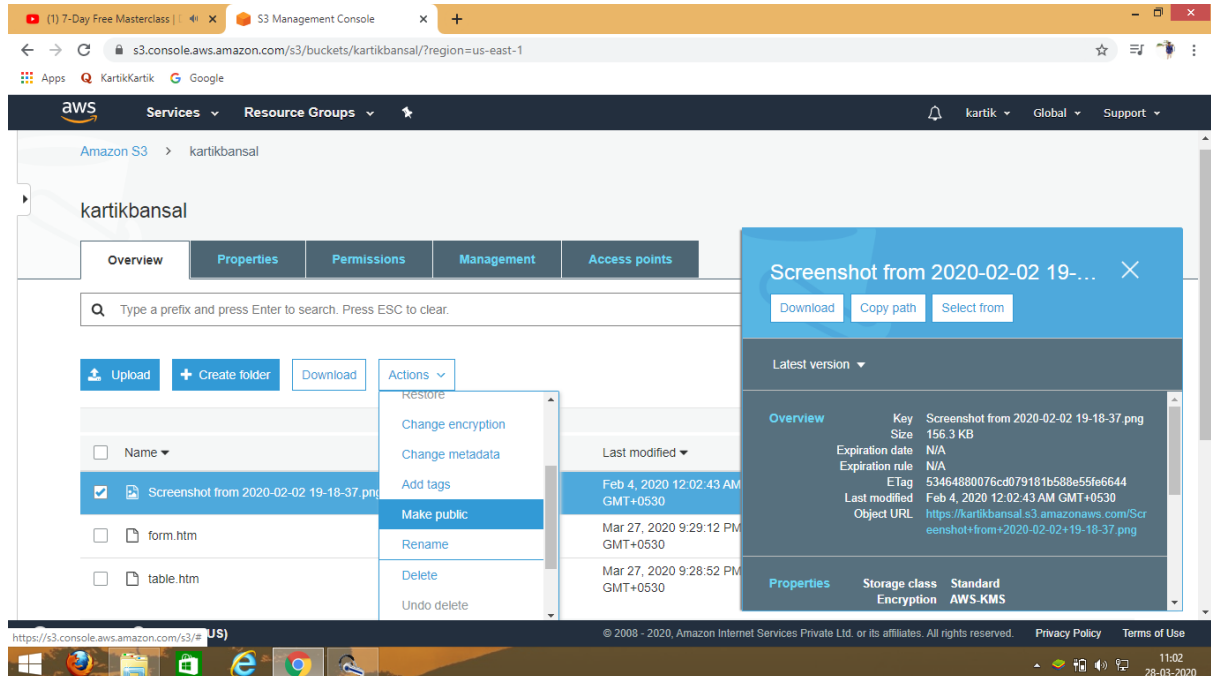 (1) 7-Day Free Masterclass |
S3 Management Console
s3.console.aws.amazon.com/s3/buckets/kartikbansal/?region=us-east-1
Apps
KartikKartik
Google
aws
Services
Resource Groups
kartik
Global
Support
Amazon S3 > kartikbansal
kartikbansal
Overview
Properties
Permissions
Management
Access points
Type a prefix and press Enter to search. Press ESC to clear.
Upload
+ Create folder
Download
Actions
Restore
Change encryption
Change metadata
Add tags
Make public
Rename
Delete
Undo delete
Name
Last modified
Screenshot from 2020-02-02 19-18-37.png
Feb 4, 2020 12:02:43 AM
GMT+0530
form.htm
Mar 27, 2020 9:29:12 PM
GMT+0530
table.htm
Mar 27, 2020 9:28:52 PM
GMT+0530
Screenshot from 2020-02-02 19-...
Download
Copy path
Select from
Latest version
Overview
Key Screenshot from 2020-02-02 19-18-37.png
Size 156.3 KB
Expiration date N/A
Expiration rule N/A
ETag 53464880076cd079181b588e55fe6644
Last modified Feb 4, 2020 12:02:43 AM GMT+0530
Object URL https://kartikbansal.s3.amazonaws.com/Scr
eenshot+from+2020-02-02+19-18-37.png
Properties
Storage class Standard
Encryption AWS-KMS
https://s3.console.aws.amazon.com/s3/#
US)
© 2008 - 2020, Amazon Internet Services Private Ltd. or its affiliates. All rights reserved.
Privacy Policy
Terms of Use
11:02
28-03-2020